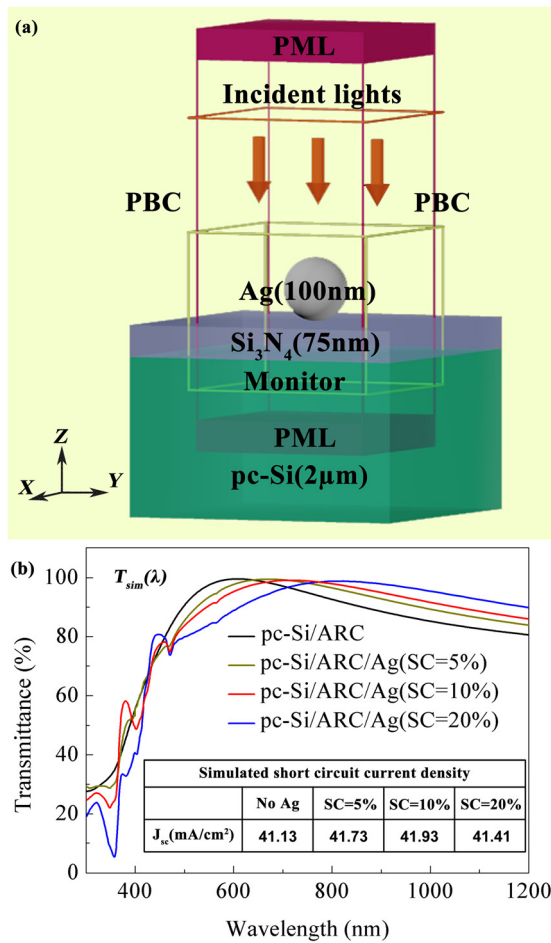 (a)
PML
Incident lights
PBC PBC
Ag(100nm)
Si₃N₄(75nm)
Monitor
PML
pc-Si(2μm)
Z
X Y
(b)
T_sim(λ)
pc-Si/ARC
pc-Si/ARC/Ag(SC=5%)
pc-Si/ARC/Ag(SC=10%)
pc-Si/ARC/Ag(SC=20%)
Simulated short circuit current density
No Ag SC=5% SC=10% SC=20%
J_sc(mA/cm²) 41.13 41.73 41.93 41.41
Transmittance (%)
100
80
60
40
20
0
400 600 800 1000 1200
Wavelength (nm)